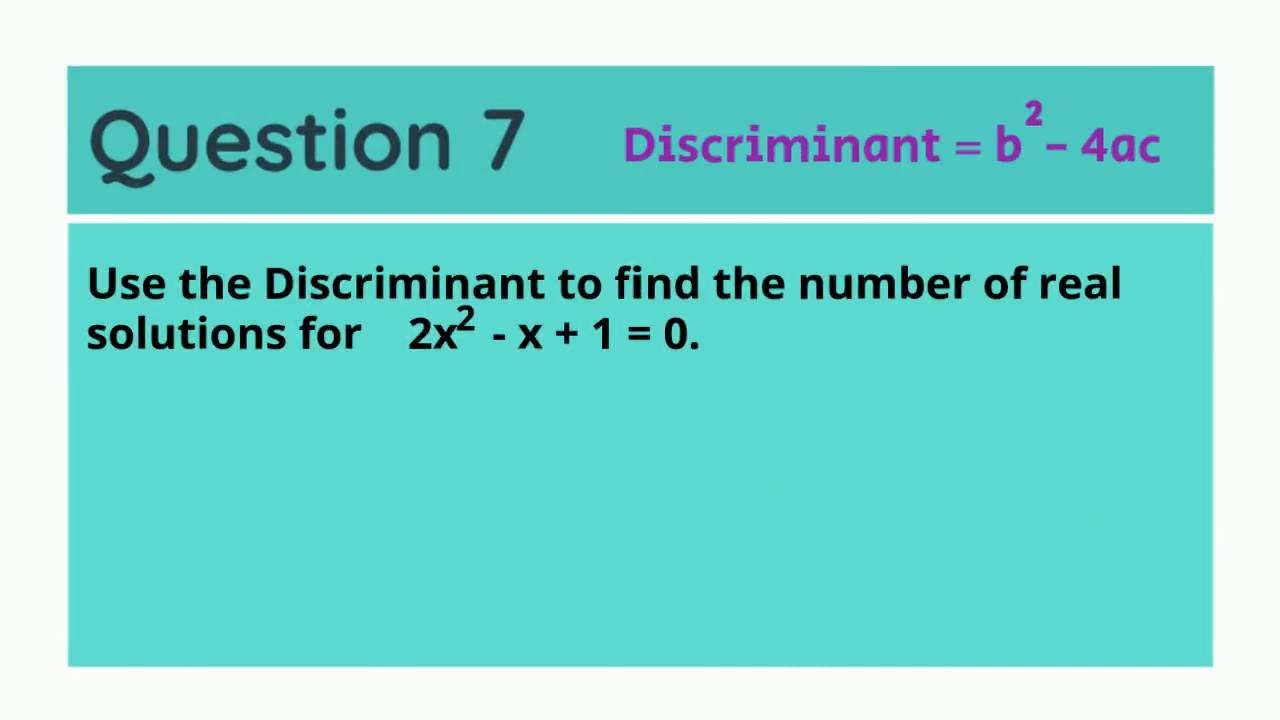 Question 7
Discriminant = b² – 4ac
Use the Discriminant to find the number of real
solutions for 2x² - x + 1 = 0.